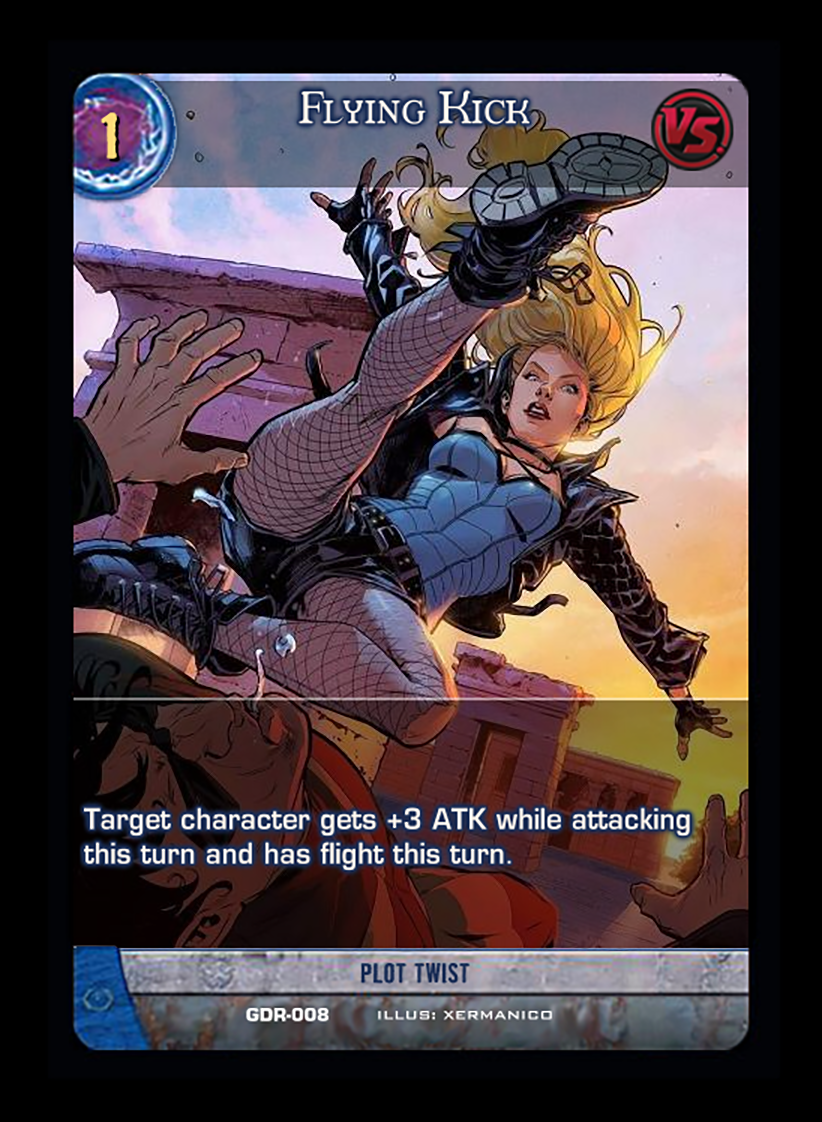 1
Flying Kick
VS.
Target character gets +3 ATK while attacking
this turn and has flight this turn.
PLOT TWIST
GDR-008 ILLUS: XERMANICO